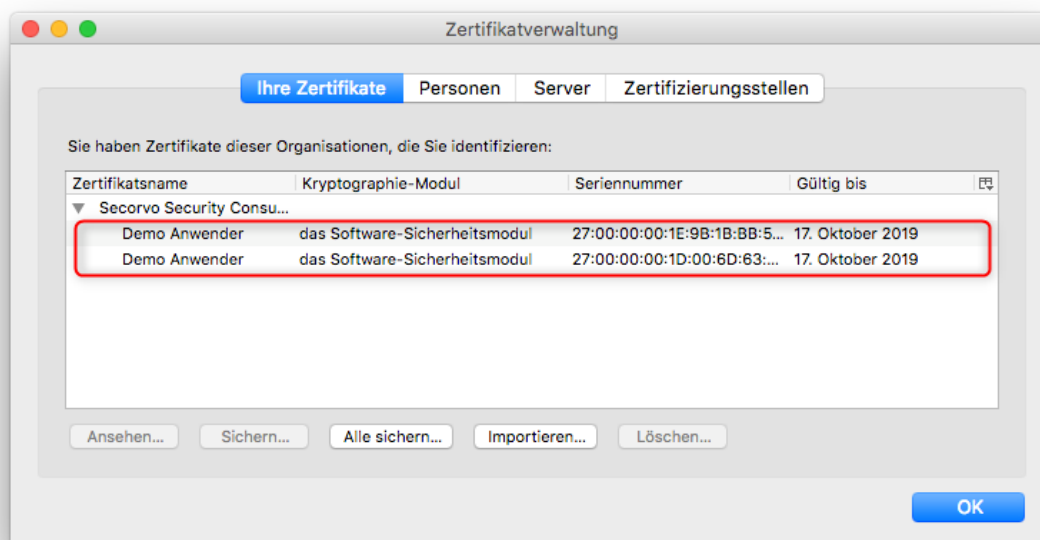 Zertifikatverwaltung
Ihre Zertifikate Personen Server Zertifizierungsstellen
Sie haben Zertifikate dieser Organisationen, die Sie identifizieren:
Zertifikatsname Kryptographie-Modul Seriennummer Gültig bis
Secorvo Security Consu...
Demo Anwender das Software-Sicherheitsmodul 27:00:00:00:1E:9B:1B:BB:5... 17. Oktober 2019
Demo Anwender das Software-Sicherheitsmodul 27:00:00:00:1D:00:6D:63:... 17. Oktober 2019
Ansehen... Sichern... Alle sichern... Importieren... Löschen...
OK